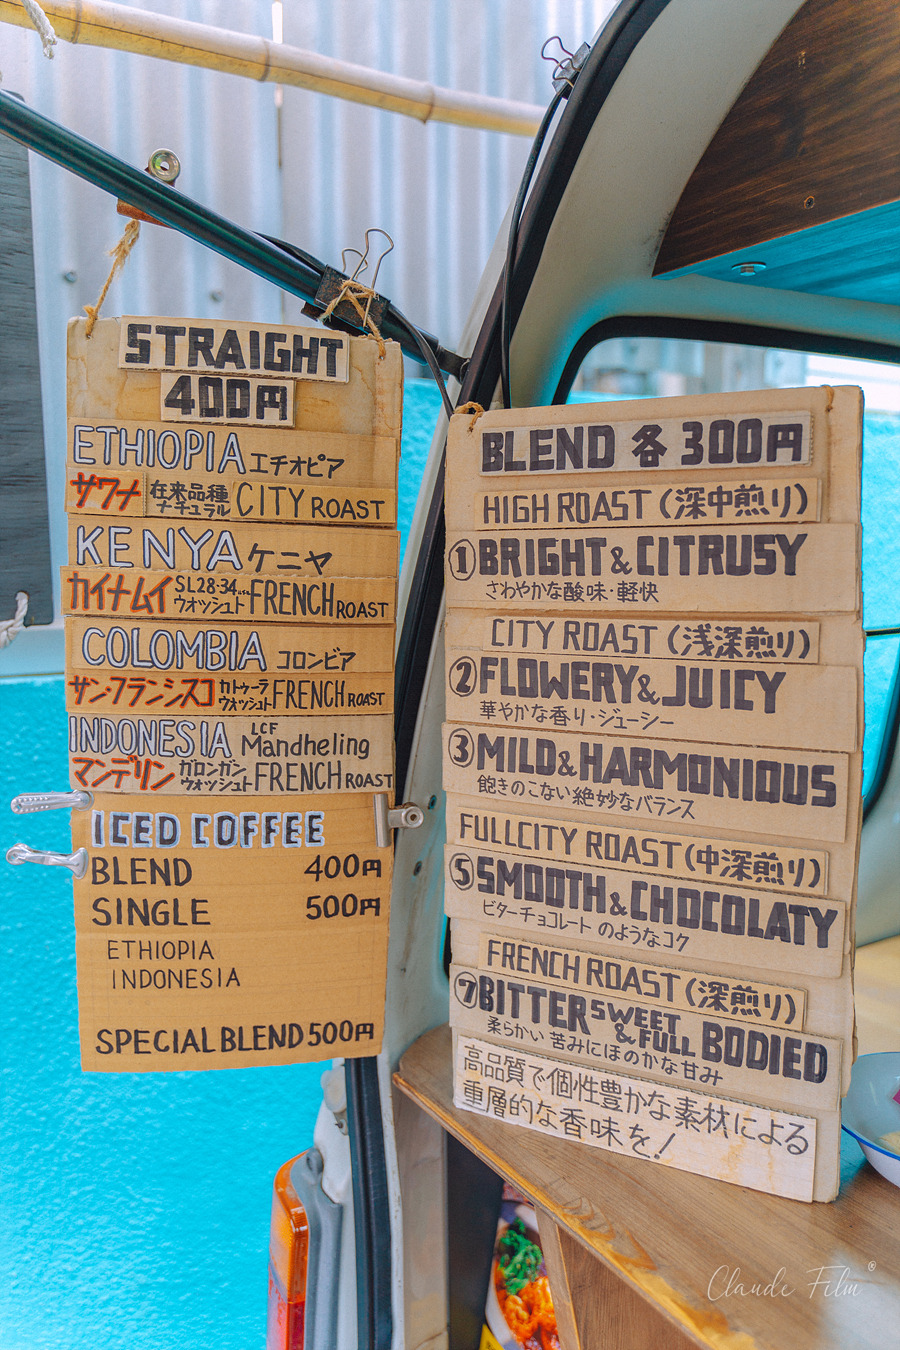 STRAIGHT
400円
ETHIOPIA エチオピア
サワナ 在来品種 ナチュラル CITY ROAST
KENYA ケニヤ
カイナムイ SL28・34 ウォッシュト FRENCH ROAST
COLOMBIA コロンビア
サン・フランシスコ カトゥーラ ウォッシュト FRENCH ROAST
INDONESIA LCF Mandheling
マンデリン ガロンガン ウォッシュト FRENCH ROAST
ICED COFFEE
BLEND 400円
SINGLE 500円
ETHIOPIA
INDONESIA
SPECIAL BLEND 500円
BLEND 各300円
HIGH ROAST (深中煎り)
①BRIGHT & CITRUSY
さわやかな酸味・軽快
CITY ROAST (浅深煎り)
②FLOWERY & JUICY
華やかな香り・ジューシー
③MILD & HARMONIOUS
飽きのこない絶妙なバランス
FULLCITY ROAST (中深煎り)
⑤SMOOTH & CHOCOLATY
ビターチョコレートのようなコク
FRENCH ROAST (深煎り)
⑦BITTERSWEET & FULL BODIED
柔らかい苦みにほのかな甘み
高品質で個性豊かな素材による
重層的な香味を!
Claude Film®